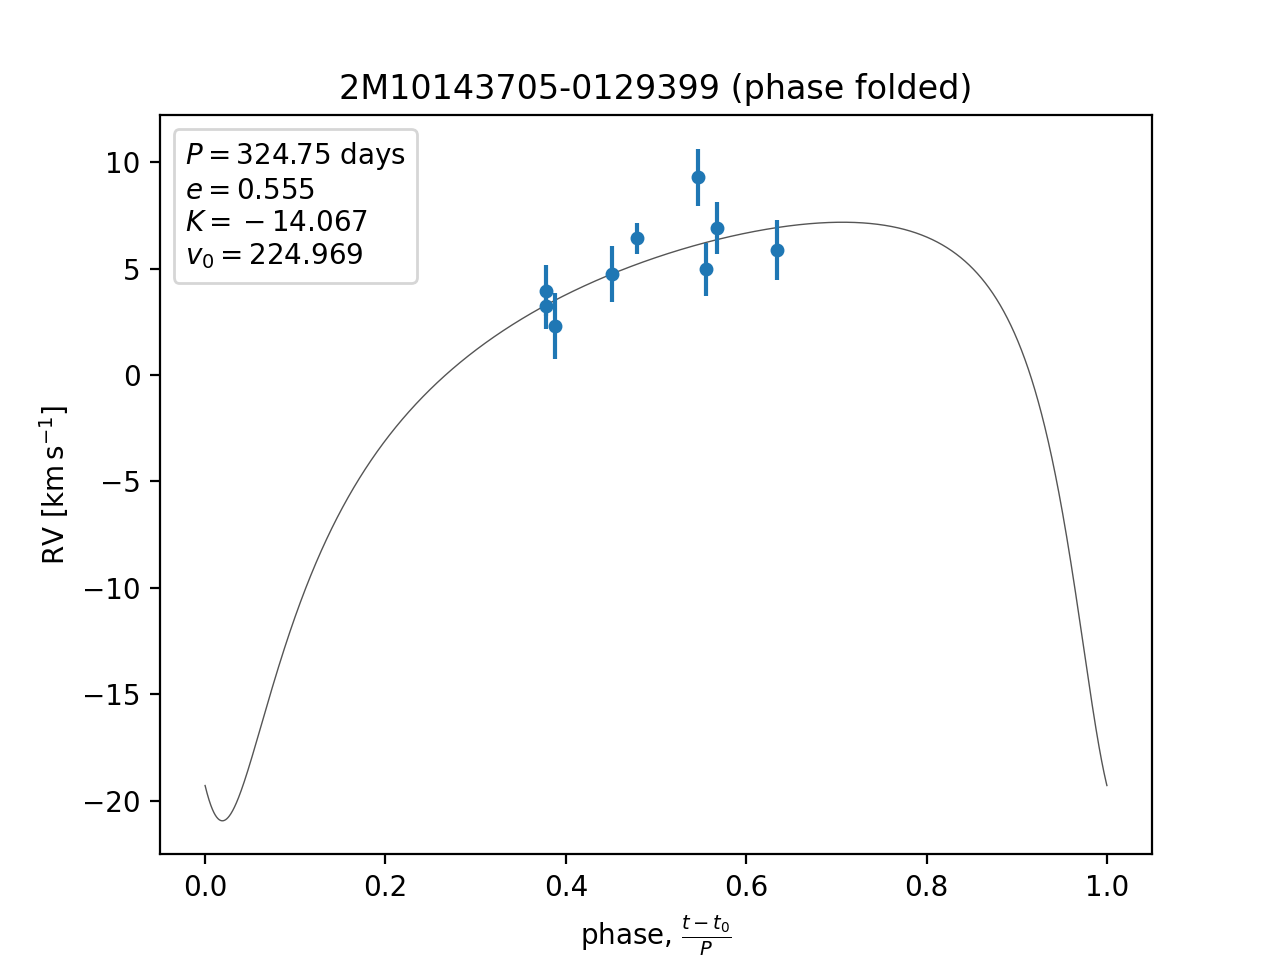 2M10143705-0129399 (phase folded)
P = 324.75 days
e = 0.555
K = −14.067
v₀ = 224.969
10
5
0
−5
−10
−15
−20
RV [km s⁻¹]
0.0 0.2 0.4 0.6 0.8 1.0
phase, (t − t₀)/P